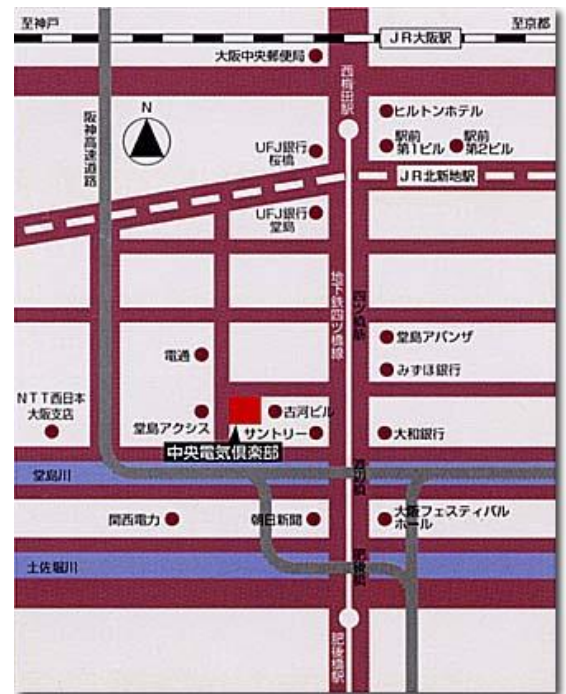 至神戸
至京都
JR大阪駅
大阪中央郵便局
西梅田駅
ヒルトンホテル
N
阪神高速道路
駅前
第1ビル
駅前
第2ビル
UFJ銀行
桜橋
JR北新地駅
UFJ銀行
堂島
地下鉄四ツ橋線
四ツ橋筋
堂島アバンザ
電通
みずほ銀行
NTT西日本
大阪支店
古河ビル
堂島アクシス
サントリー
大和銀行
中央電気倶楽部
堂島川
渡辺橋
関西電力
朝日新聞
大阪フェスティバル
ホール
土佐堀川
肥後橋
肥後橋駅